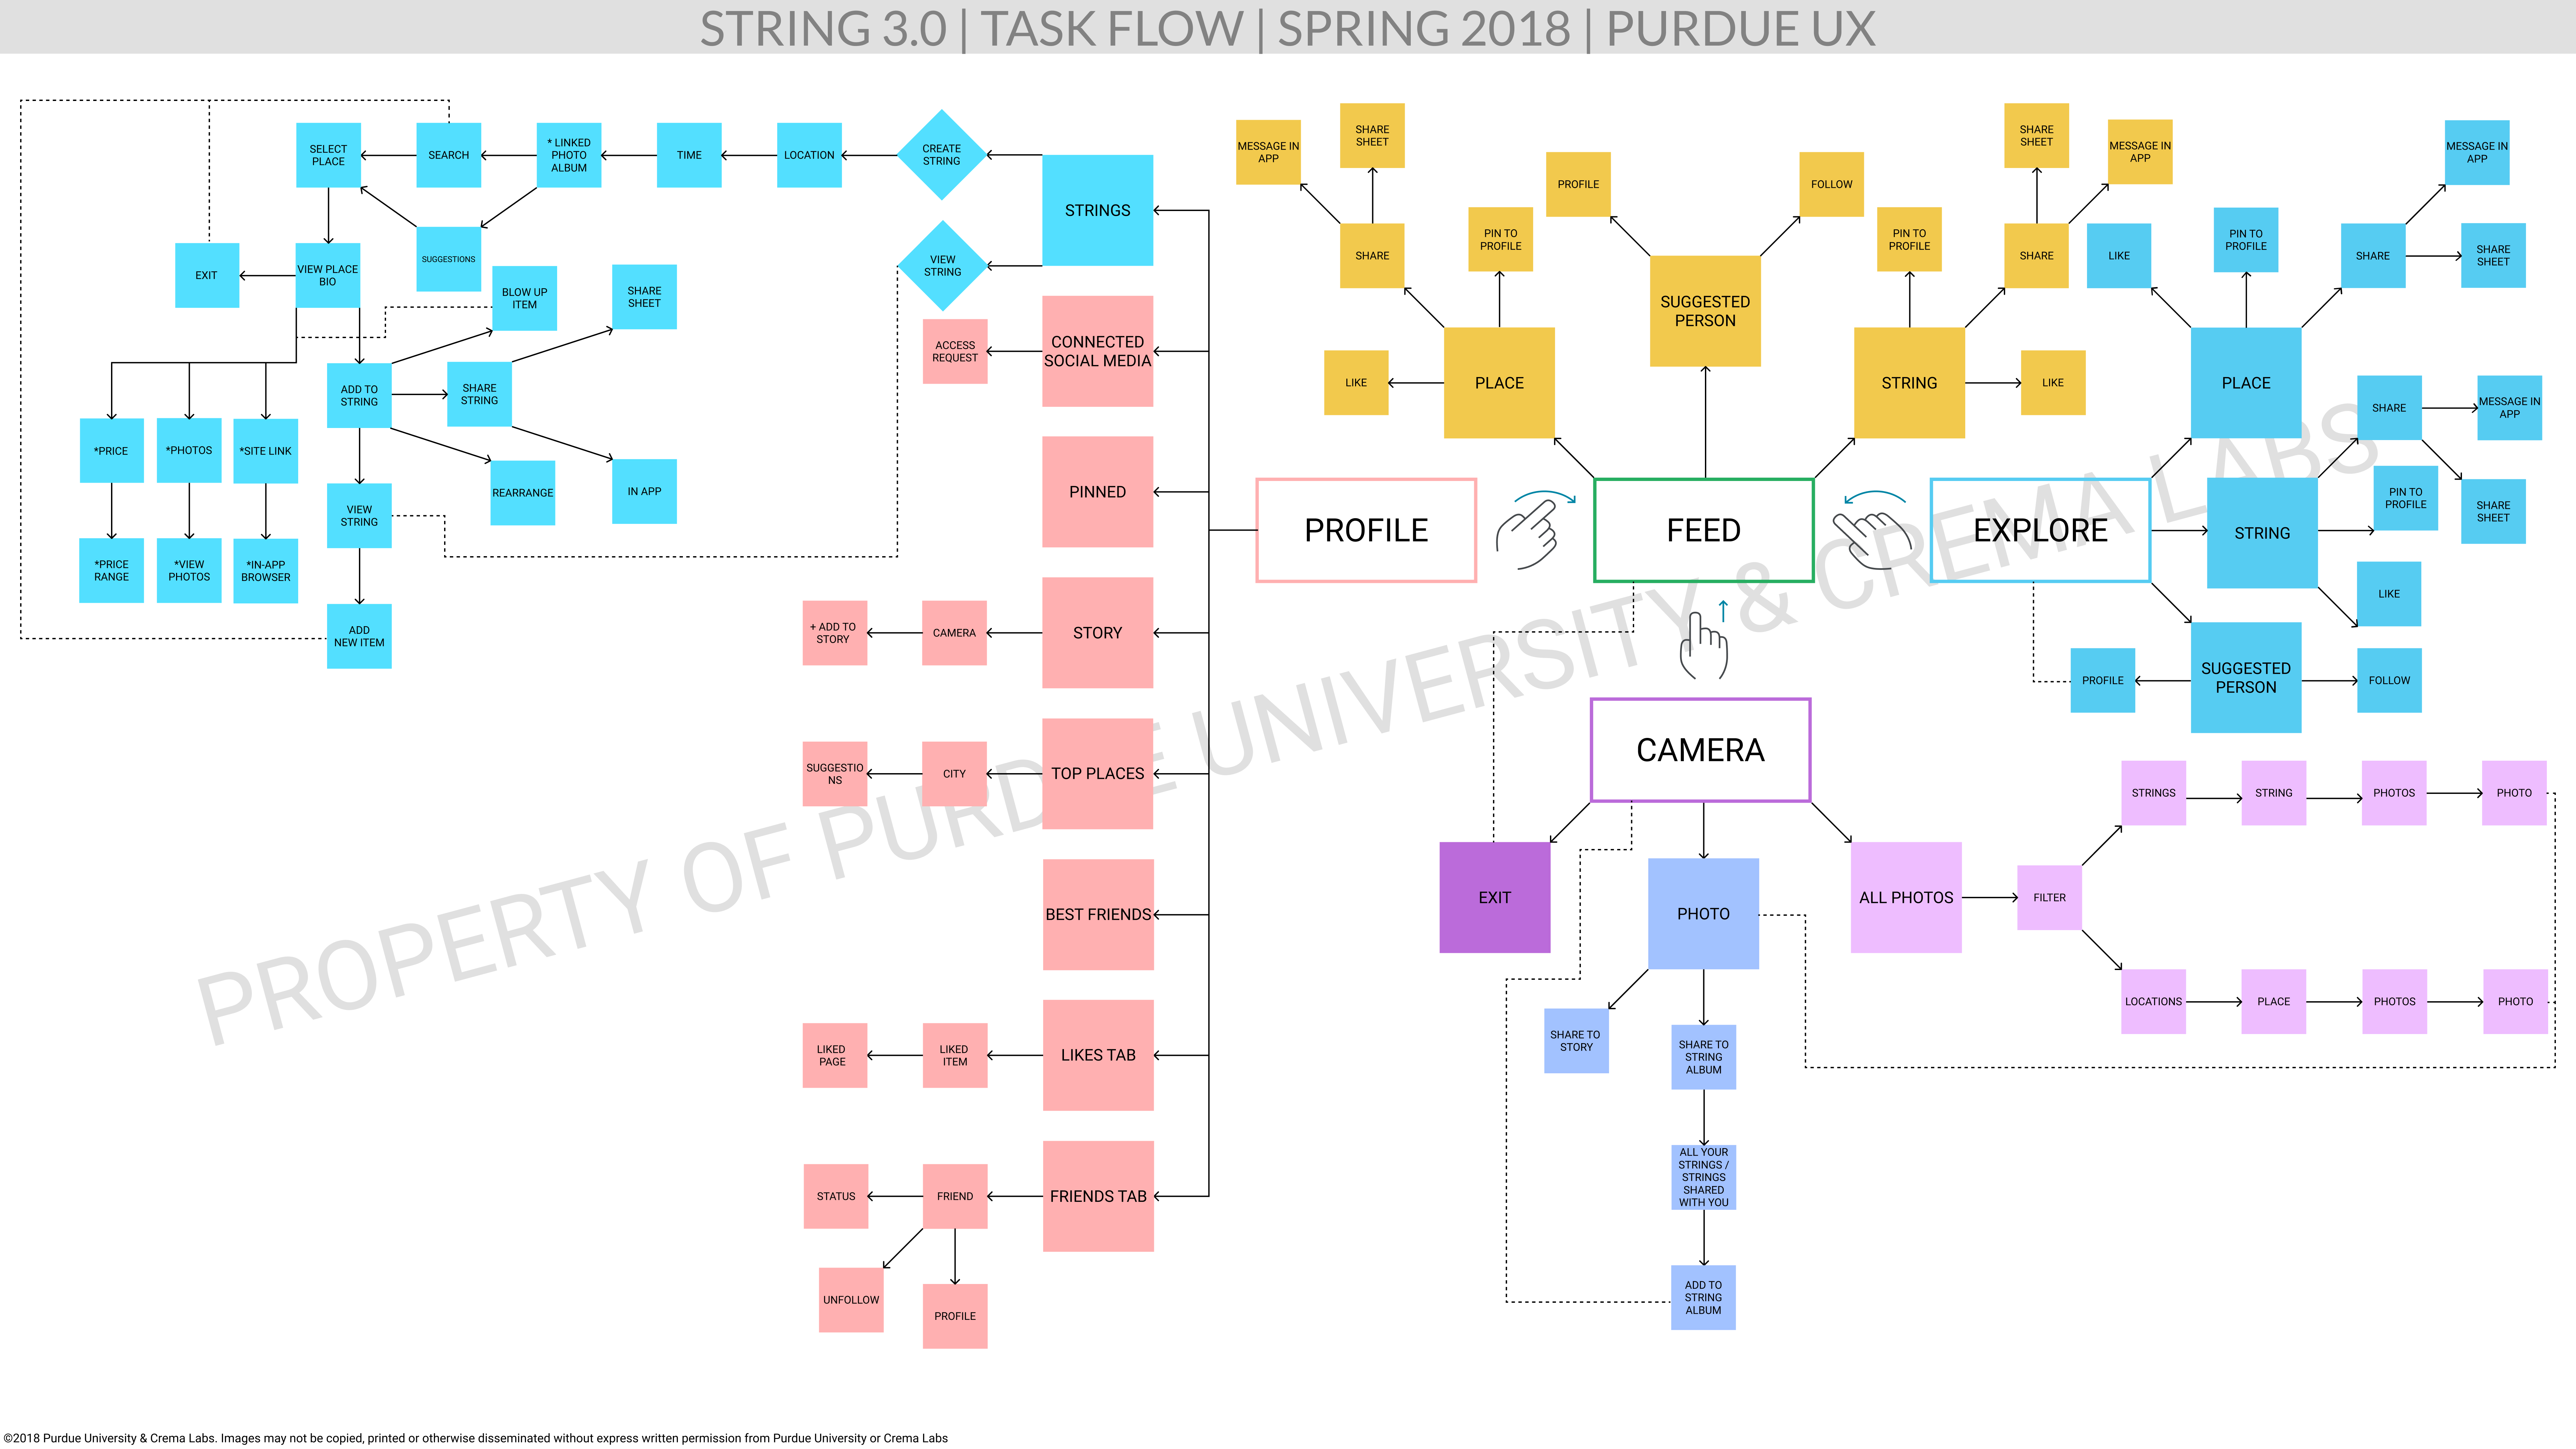 STRING 3.0 | TASK FLOW | SPRING 2018 | PURDUE UX
SELECT
PLACE
SEARCH
* LINKED
PHOTO
ALBUM
TIME
LOCATION
CREATE
STRING
STRINGS
VIEW
STRING
EXIT
VIEW PLACE
BIO
SUGGESTIONS
BLOW UP
ITEM
SHARE
SHEET
ADD TO
STRING
SHARE
STRING
*PRICE
*PHOTOS
*SITE LINK
REARRANGE
IN APP
VIEW
STRING
*PRICE
RANGE
*VIEW
PHOTOS
*IN-APP
BROWSER
ADD
NEW ITEM
ACCESS
REQUEST
CONNECTED
SOCIAL MEDIA
PINNED
+ ADD TO
STORY
CAMERA
STORY
SUGGESTIO
NS
CITY
TOP PLACES
BEST FRIENDS
LIKED
PAGE
LIKED
ITEM
LIKES TAB
STATUS
FRIEND
FRIENDS TAB
UNFOLLOW
PROFILE
PROFILE
FEED
EXPLORE
MESSAGE IN
APP
SHARE
SHEET
SHARE
PIN TO
PROFILE
LIKE
PLACE
PROFILE
FOLLOW
SUGGESTED
PERSON
PIN TO
PROFILE
SHARE
SHEET
MESSAGE IN
APP
SHARE
STRING
LIKE
LIKE
PIN TO
PROFILE
SHARE
MESSAGE IN
APP
SHARE
SHEET
PLACE
SHARE
MESSAGE IN
APP
STRING
PIN TO
PROFILE
SHARE
SHEET
LIKE
PROFILE
SUGGESTED
PERSON
FOLLOW
CAMERA
EXIT
PHOTO
ALL PHOTOS
FILTER
STRINGS
STRING
PHOTOS
PHOTO
LOCATIONS
PLACE
PHOTOS
PHOTO
SHARE TO
STORY
SHARE TO
STRING
ALBUM
ALL YOUR
STRINGS /
STRINGS
SHARED
WITH YOU
ADD TO
STRING
ALBUM
PROPERTY OF PURDUE UNIVERSITY & CREMA LABS
©2018 Purdue University & Crema Labs. Images may not be copied, printed or otherwise disseminated without express written permission from Purdue University or Crema Labs